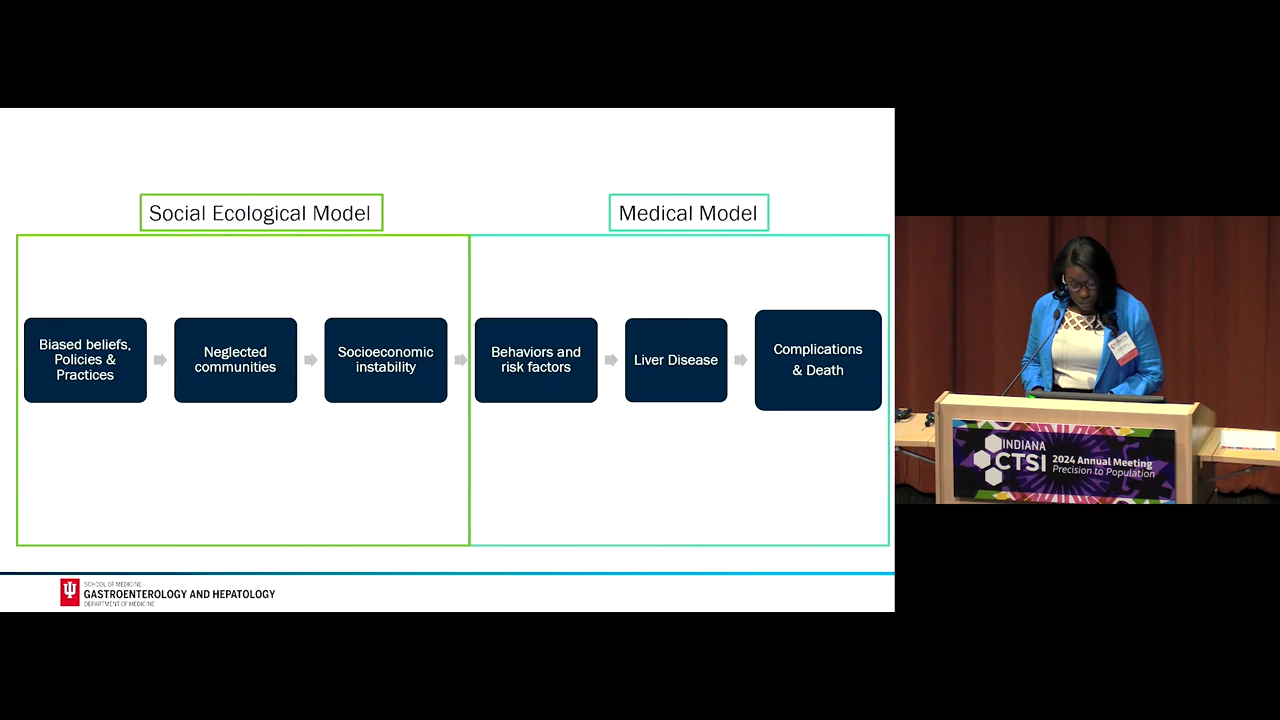 Social Ecological Model
Medical Model
Biased beliefs,
Policies &
Practices
Neglected
communities
Socioeconomic
instability
Behaviors and
risk factors
Liver Disease
Complications
& Death
SCHOOL OF MEDICINE
GASTROENTEROLOGY AND HEPATOLOGY
DEPARTMENT OF MEDICINE
INDIANA
CTSI
2024 Annual Meeting
Precision to Population